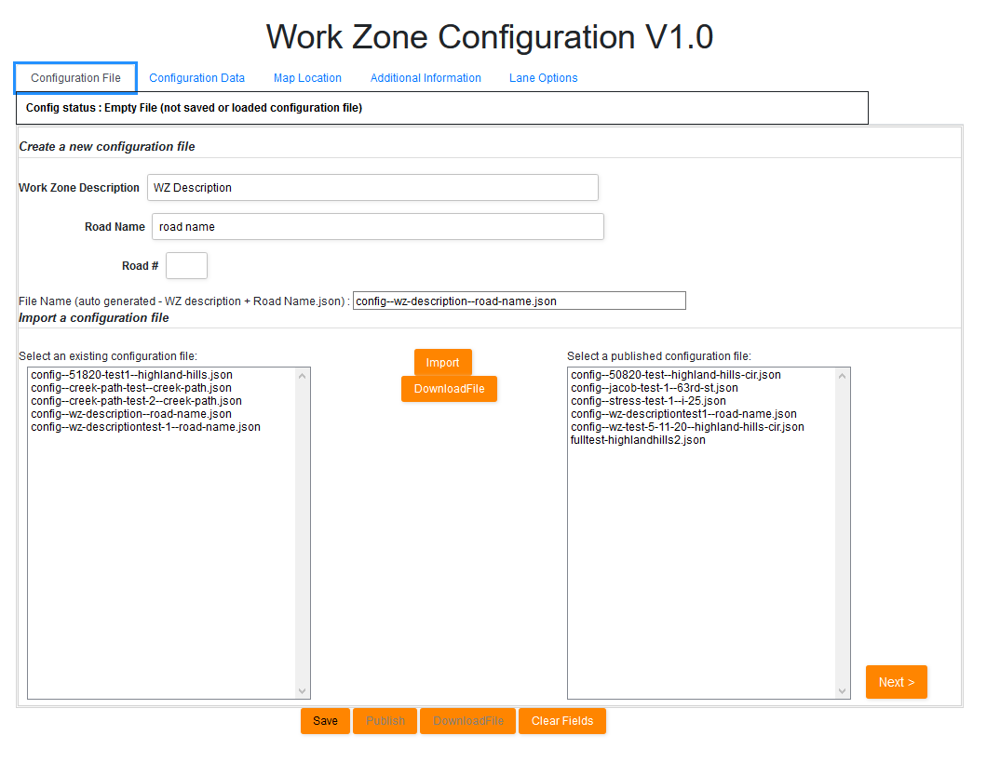 Work Zone Configuration V1.0
Configuration File Configuration Data Map Location Additional Information Lane Options
Config status : Empty File (not saved or loaded configuration file)
Create a new configuration file
Work Zone Description WZ Description
Road Name road name
Road #
File Name (auto generated - WZ description + Road Name.json) : config--wz-description--road-name.json
Import a configuration file
Select an existing configuration file:
config--51820-test1--highland-hills.json
config--creek-path-test--creek-path.json
config--creek-path-test-2--creek-path.json
config--wz-description--road-name.json
config--wz-descriptiontest-1--road-name.json
Import
DownloadFile
Select a published configuration file:
config--50820-test--highland-hills-cir.json
config--jacob-test-1--63rd-st.json
config--stress-test-1--i-25.json
config--wz-descriptiontest1--road-name.json
config--wz-test-5-11-20--highland-hills-cir.json
fulltest-highlandhills2.json
Next >
Save Publish DownloadFile Clear Fields